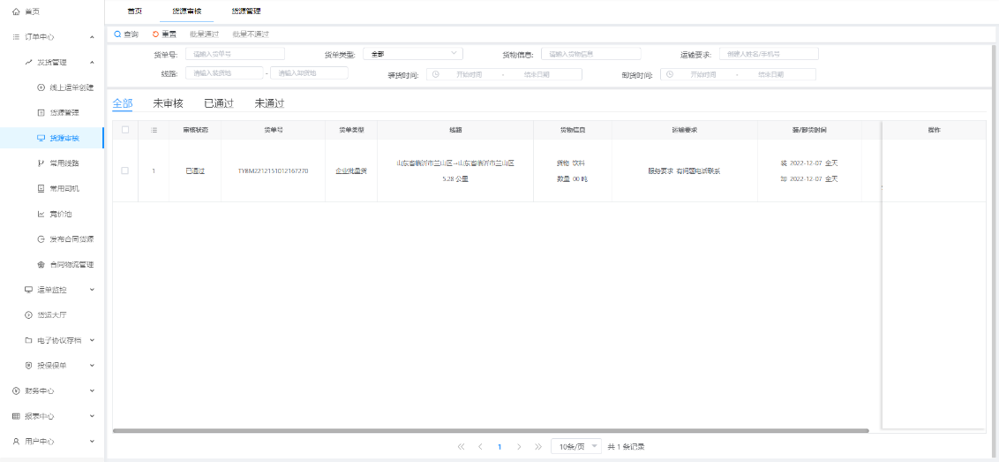 首页
订单中心
发货管理
线上运单创建
货源管理
货源审核
常用线路
常用司机
竞价池
发布合同货源
合同物流管理
运单监控
货运大厅
电子协议存档
投保保单
财务中心
报表中心
用户中心
首页 货源审核 货源管理
查询 重置 批量通过 批量不通过
货单号: 请输入货单号 货单类型: 全部 货物信息: 请输入货物信息 运输要求: 创建人姓名/手机号
线路: 请输入装货地 - 请输入卸货地 装货时间: 开始时间 - 结束日期 卸货时间: 开始时间 - 结束日期
全部 未审核 已通过 未通过
审核状态 货单号 货单类型 线路 货物信息 运输要求 装/卸货时间 操作
1 已通过 TYBM2212151012167270 企业批量货 山东省临沂市兰山区→山东省临沂市兰山区 货物 饮料 服务要求 有问题电话联系 装 2022-12-07 全天
5.28 公里 数量 00 吨 卸 2022-12-07 全天
1 10条/页 共 1 条记录